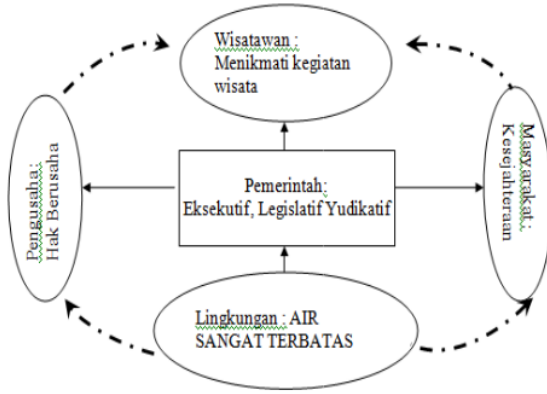 Wisatawan :
Menikmati kegiatan
wisata
Pengusaha:
Hak Berusaha
Pemerintah:
Eksekutif, Legislatif Yudikatif
Masyarakat :
Kesejahteraan
Lingkungan : AIR
SANGAT TERBATAS